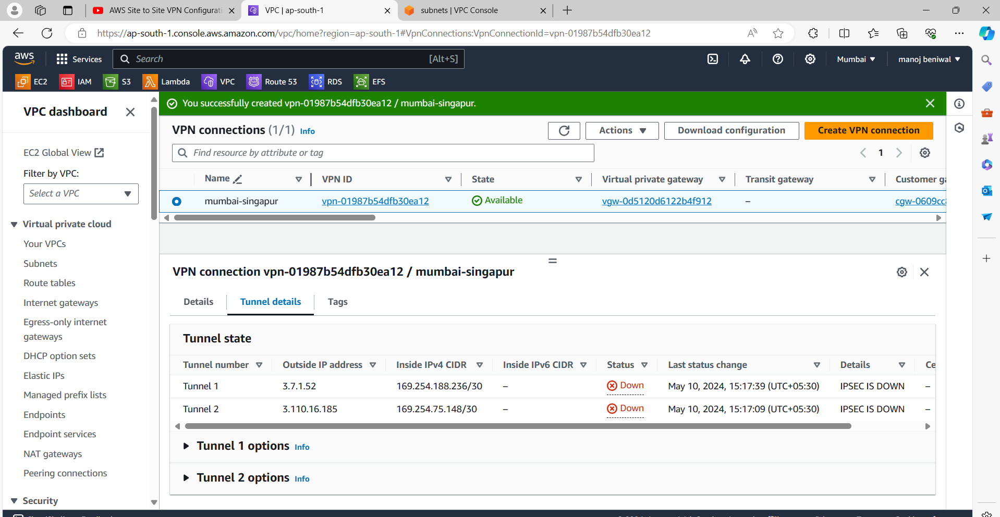 AWS Site to Site VPN Configurati
VPC | ap-south-1
subnets | VPC Console
https://ap-south-1.console.aws.amazon.com/vpc/home?region=ap-south-1#VpnConnections:VpnConnectionId=vpn-01987b54dfb30ea12
aws
Services
Search
[Alt+S]
Mumbai
manoj beniwal
EC2
IAM
S3
Lambda
VPC
Route 53
RDS
EFS
VPC dashboard
EC2 Global View
Filter by VPC:
Select a VPC
Virtual private cloud
Your VPCs
Subnets
Route tables
Internet gateways
Egress-only internet
gateways
DHCP option sets
Elastic IPs
Managed prefix lists
Endpoints
Endpoint services
NAT gateways
Peering connections
Security
You successfully created vpn-01987b54dfb30ea12 / mumbai-singapur.
VPN connections (1/1) Info
Actions
Download configuration
Create VPN connection
Find resource by attribute or tag
1
Name VPN ID State Virtual private gateway Transit gateway Customer ga
mumbai-singapur vpn-01987b54dfb30ea12 Available vgw-0d5120d6122b4f912 – cgw-0609cc
VPN connection vpn-01987b54dfb30ea12 / mumbai-singapur
Details
Tunnel details
Tags
Tunnel state
Tunnel number Outside IP address Inside IPv4 CIDR Inside IPv6 CIDR Status Last status change Details Ce
Tunnel 1 3.7.1.52 169.254.188.236/30 – Down May 10, 2024, 15:17:39 (UTC+05:30) IPSEC IS DOWN –
Tunnel 2 3.110.16.185 169.254.75.148/30 – Down May 10, 2024, 15:17:09 (UTC+05:30) IPSEC IS DOWN –
Tunnel 1 options Info
Tunnel 2 options Info